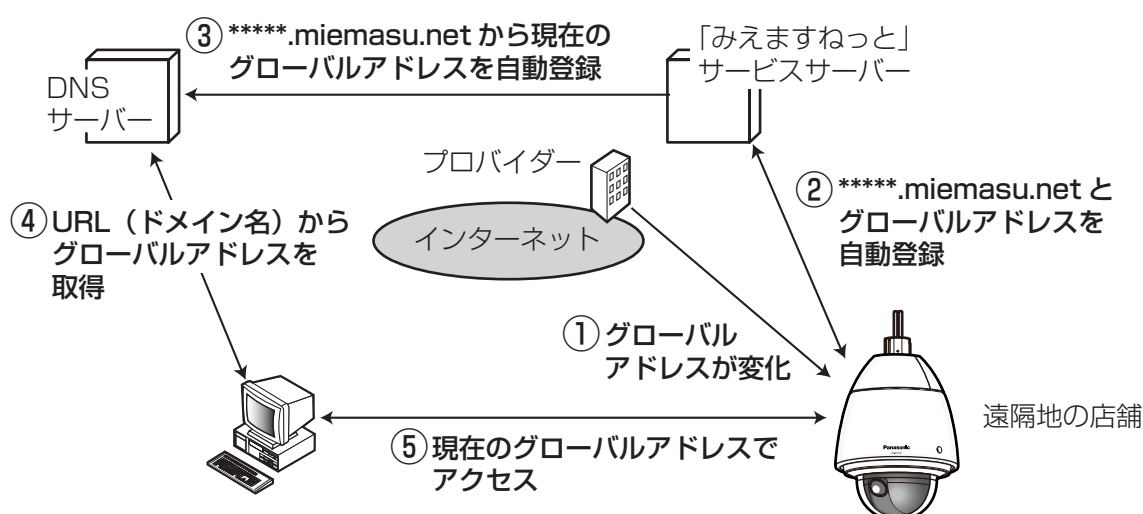 ③*****.miemasu.net から現在の
グローバルアドレスを自動登録
「みえますねっと」
サービスサーバー
DNS
サーバー
プロバイダー
②*****.miemasu.net と
グローバルアドレスを
自動登録
④URL（ドメイン名）から
グローバルアドレスを
取得
インターネット
①グローバル
アドレスが変化
遠隔地の店舗
Panasonic
⑤現在のグローバルアドレスで
アクセス